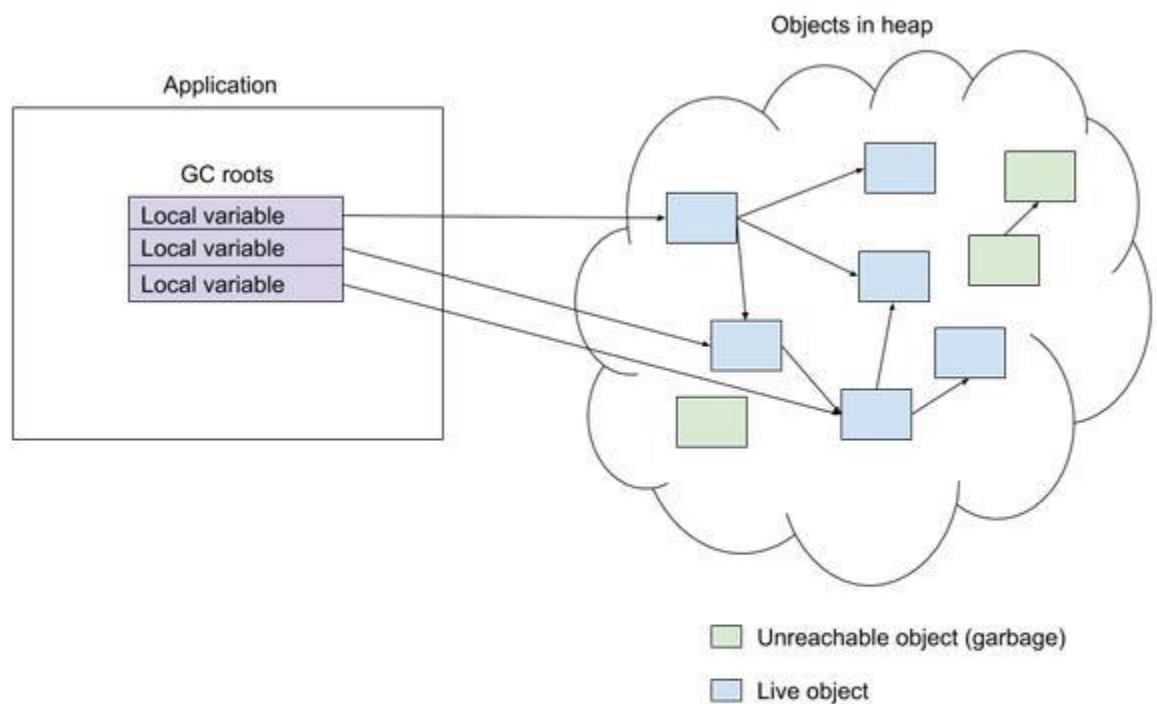 Objects in heap
Application
GC roots
Local variable
Local variable
Local variable
Unreachable object (garbage)
Live object